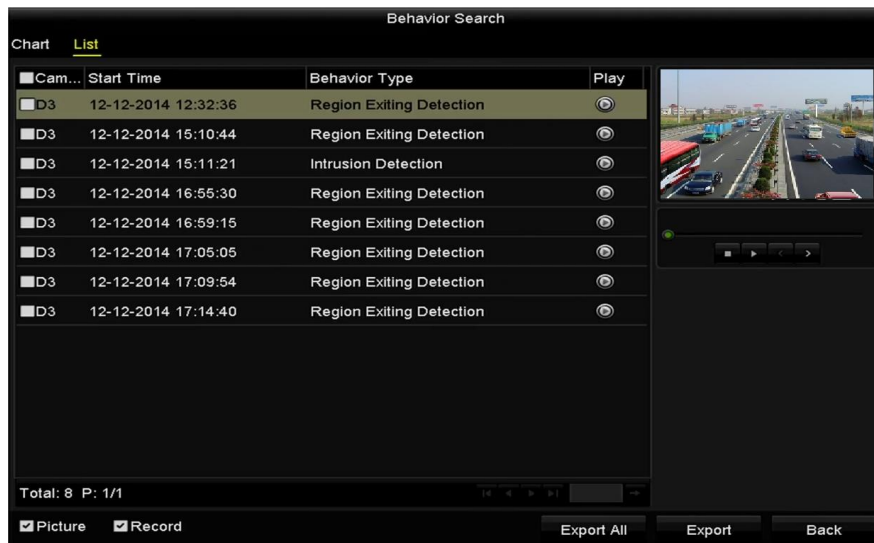 Behavior Search
Chart List
Cam... Start Time Behavior Type Play
D3 12-12-2014 12:32:36 Region Exiting Detection
D3 12-12-2014 15:10:44 Region Exiting Detection
D3 12-12-2014 15:11:21 Intrusion Detection
D3 12-12-2014 16:55:30 Region Exiting Detection
D3 12-12-2014 16:59:15 Region Exiting Detection
D3 12-12-2014 17:05:05 Region Exiting Detection
D3 12-12-2014 17:09:54 Region Exiting Detection
D3 12-12-2014 17:14:40 Region Exiting Detection
Total: 8 P: 1/1
Picture Record Export All Export Back